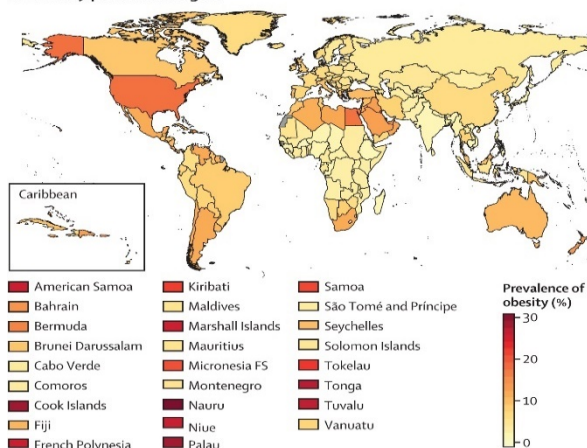 Caribbean
American Samoa
Bahrain
Bermuda
Brunei Darussalam
Cabo Verde
Comoros
Cook Islands
Fiji
French Polynesia
Kiribati
Maldives
Marshall Islands
Mauritius
Micronesia FS
Montenegro
Nauru
Niue
Palau
Samoa
São Tomé and Príncipe
Seychelles
Solomon Islands
Tokelau
Tonga
Tuvalu
Vanuatu
Prevalence of
obesity (%)
30
20
10
0